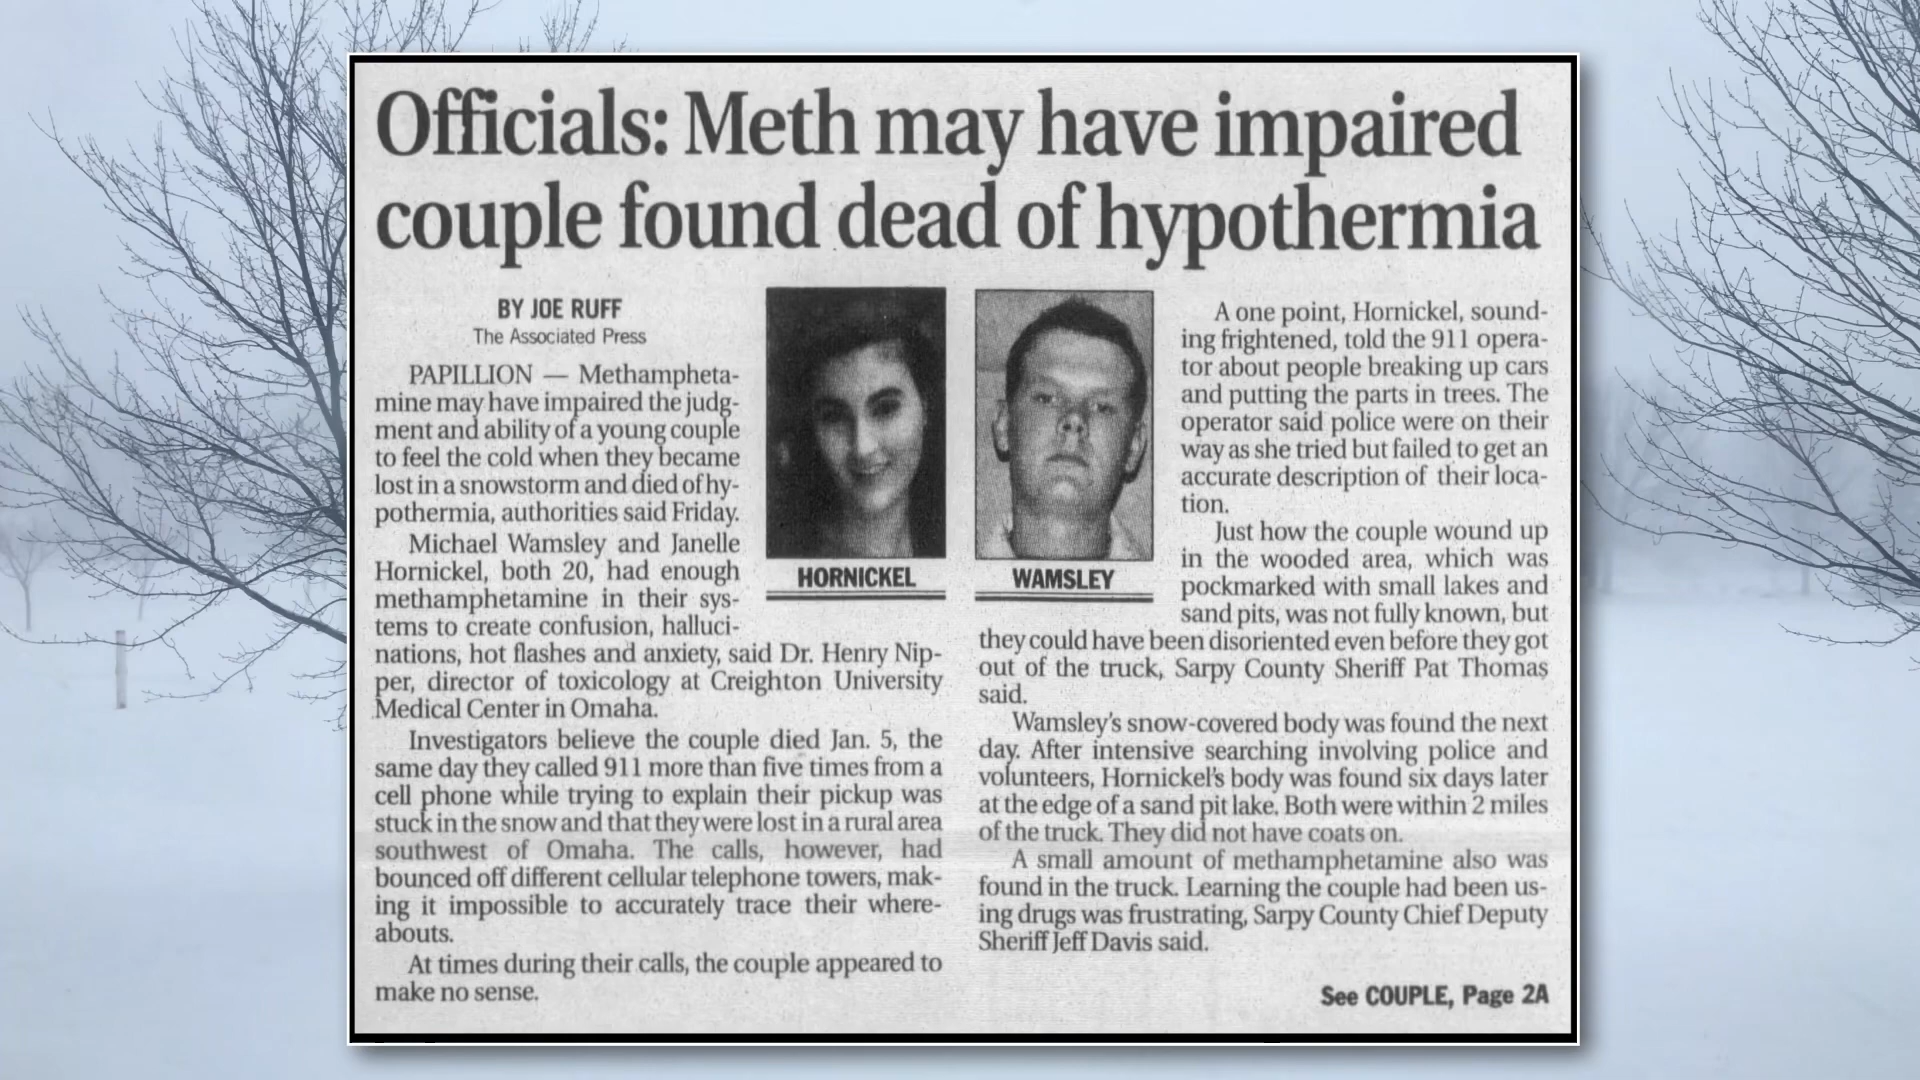 Officials: Meth may have impaired
couple found dead of hypothermia
BY JOE RUFF
The Associated Press
PAPILLION — Methampheta-
mine may have impaired the judg-
ment and ability of a young couple
to feel the cold when they became
lost in a snowstorm and died of hy-
pothermia, authorities said Friday.
Michael Wamsley and Janelle
Hornickel, both 20, had enough
methamphetamine in their sys-
tems to create confusion, halluci-
nations, hot flashes and anxiety, said Dr. Henry Nip-
per, director of toxicology at Creighton University
Medical Center in Omaha.
Investigators believe the couple died Jan. 5, the
same day they called 911 more than five times from a
cell phone while trying to explain their pickup was
stuck in the snow and that they were lost in a rural area
southwest of Omaha. The calls, however, had
bounced off different cellular telephone towers, mak-
ing it impossible to accurately trace their where-
abouts.
At times during their calls, the couple appeared to
make no sense.
HORNICKEL
WAMSLEY
A one point, Hornickel, sound-
ing frightened, told the 911 opera-
tor about people breaking up cars
and putting the parts in trees. The
operator said police were on their
way as she tried but failed to get an
accurate description of their loca-
tion.
Just how the couple wound up
in the wooded area, which was
pockmarked with small lakes and
sand pits, was not fully known, but
they could have been disoriented even before they got
out of the truck, Sarpy County Sheriff Pat Thomas
said.
Wamsley's snow-covered body was found the next
day. After intensive searching involving police and
volunteers, Hornickel's body was found six days later
at the edge of a sand pit lake. Both were within 2 miles
of the truck. They did not have coats on.
A small amount of methamphetamine also was
found in the truck. Learning the couple had been us-
ing drugs was frustrating, Sarpy County Chief Deputy
Sheriff Jeff Davis said.
See COUPLE, Page 2A